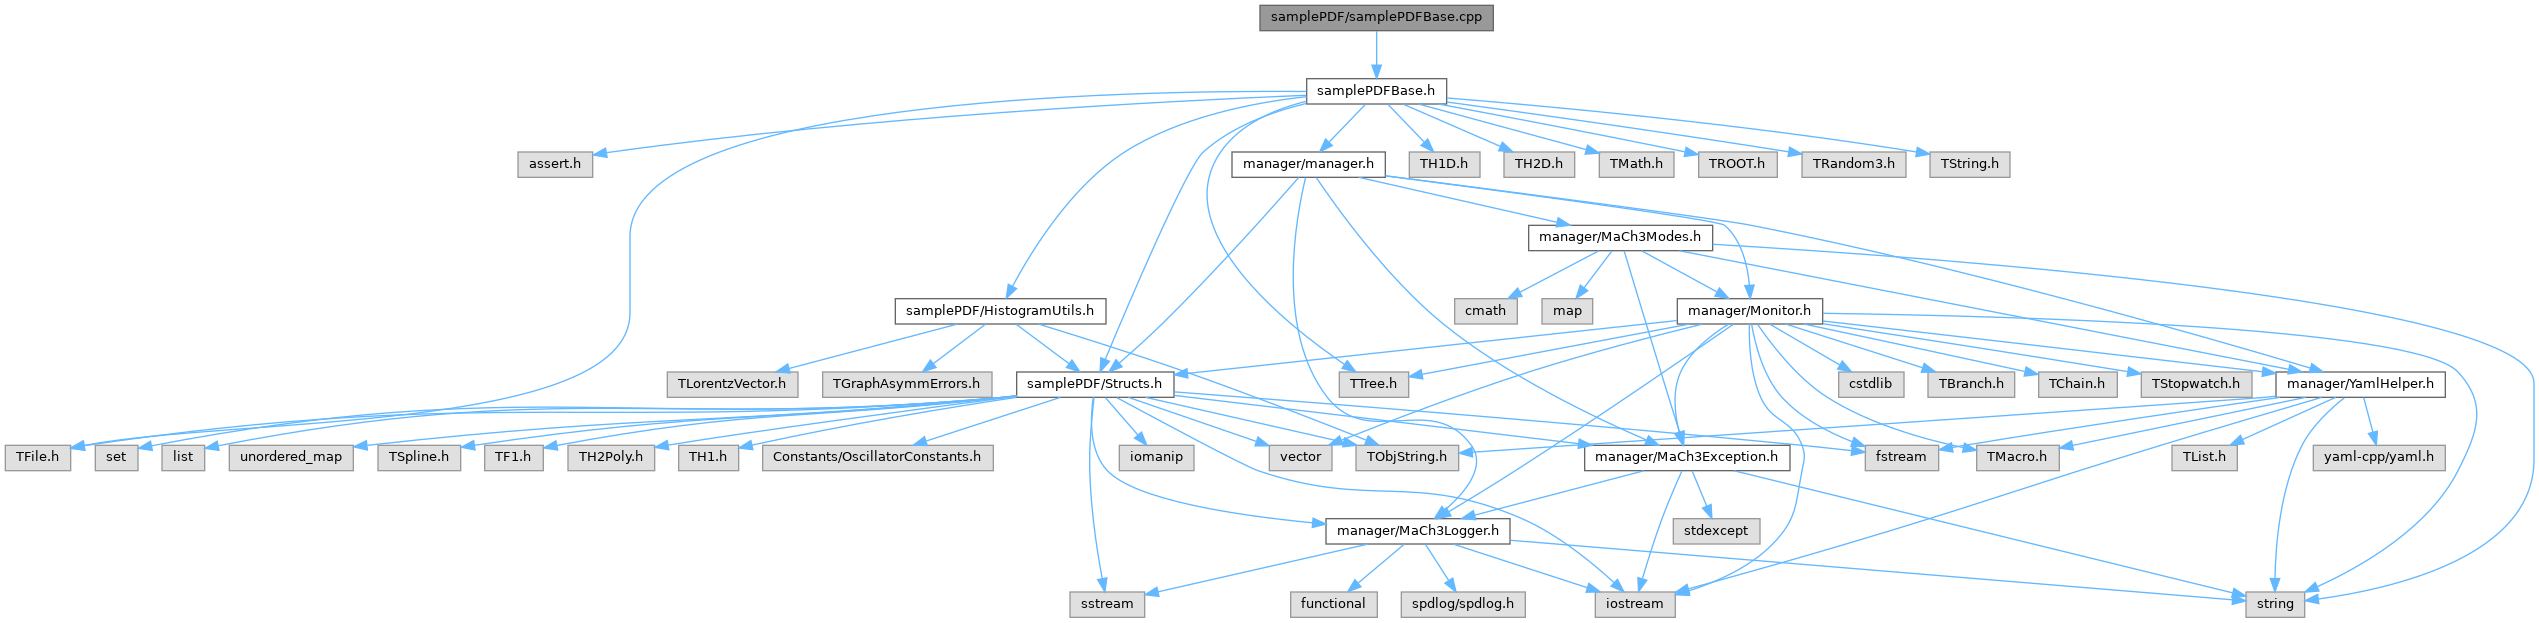 samplePDF/samplePDFBase.cpp
samplePDFBase.h
assert.h
manager/manager.h
TH1D.h
TH2D.h
TMath.h
TROOT.h
TRandom3.h
TString.h
manager/MaCh3Modes.h
samplePDF/HistogramUtils.h
cmath
map
manager/Monitor.h
TLorentzVector.h
TGraphAsymmErrors.h
samplePDF/Structs.h
TTree.h
cstdlib
TBranch.h
TChain.h
TStopwatch.h
manager/YamlHelper.h
TFile.h
set
list
unordered_map
TSpline.h
TF1.h
TH2Poly.h
TH1.h
Constants/OscillatorConstants.h
iomanip
vector
TObjString.h
manager/MaCh3Exception.h
fstream
TMacro.h
TList.h
yaml-cpp/yaml.h
manager/MaCh3Logger.h
stdexcept
sstream
functional
spdlog/spdlog.h
iostream
string